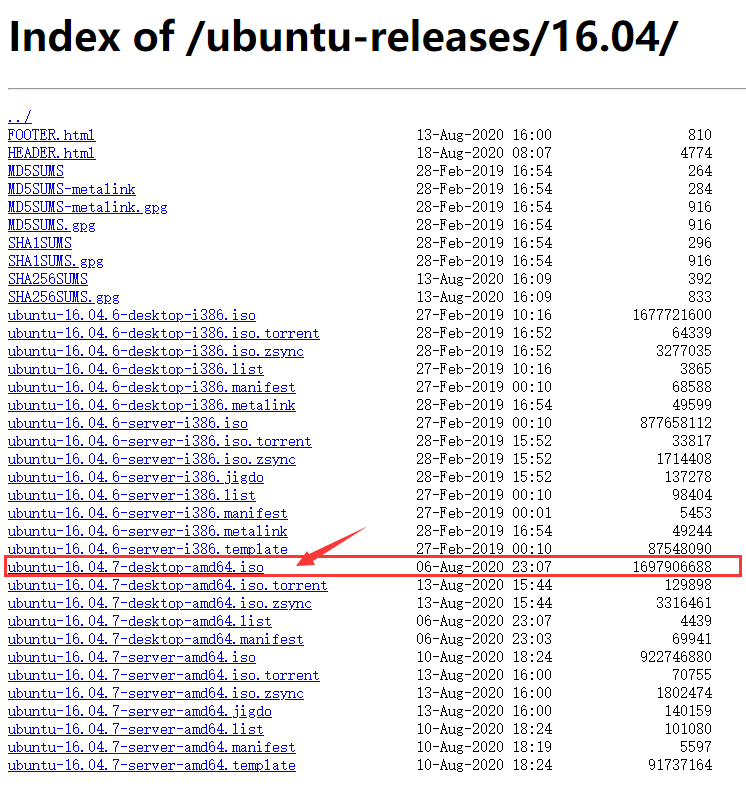 Index of /ubuntu-releases/16.04/
../
FOOTER.html 13-Aug-2020 16:00 810
HEADER.html 18-Aug-2020 08:07 4774
MD5SUMS 28-Feb-2019 16:54 264
MD5SUMS-metalink 28-Feb-2019 16:54 284
MD5SUMS-metalink.gpg 28-Feb-2019 16:54 916
MD5SUMS.gpg 28-Feb-2019 16:54 916
SHA1SUMS 28-Feb-2019 16:54 296
SHA1SUMS.gpg 28-Feb-2019 16:54 916
SHA256SUMS 13-Aug-2020 16:09 392
SHA256SUMS.gpg 13-Aug-2020 16:09 833
ubuntu-16.04.6-desktop-i386.iso 27-Feb-2019 10:16 1677721600
ubuntu-16.04.6-desktop-i386.iso.torrent 28-Feb-2019 16:52 64339
ubuntu-16.04.6-desktop-i386.iso.zsync 28-Feb-2019 16:52 3277035
ubuntu-16.04.6-desktop-i386.list 27-Feb-2019 10:16 3865
ubuntu-16.04.6-desktop-i386.manifest 27-Feb-2019 00:10 68588
ubuntu-16.04.6-desktop-i386.metalink 28-Feb-2019 16:54 49599
ubuntu-16.04.6-server-i386.iso 27-Feb-2019 00:10 877658112
ubuntu-16.04.6-server-i386.iso.torrent 28-Feb-2019 15:52 33817
ubuntu-16.04.6-server-i386.iso.zsync 28-Feb-2019 15:52 1714408
ubuntu-16.04.6-server-i386.jigdo 28-Feb-2019 15:52 137278
ubuntu-16.04.6-server-i386.list 27-Feb-2019 00:10 98404
ubuntu-16.04.6-server-i386.manifest 27-Feb-2019 00:01 5453
ubuntu-16.04.6-server-i386.metalink 28-Feb-2019 16:54 49244
ubuntu-16.04.6-server-i386.template 27-Feb-2019 00:10 87548090
ubuntu-16.04.7-desktop-amd64.iso 06-Aug-2020 23:07 1697906688
ubuntu-16.04.7-desktop-amd64.iso.torrent 13-Aug-2020 15:44 129898
ubuntu-16.04.7-desktop-amd64.iso.zsync 13-Aug-2020 15:44 3316461
ubuntu-16.04.7-desktop-amd64.list 06-Aug-2020 23:07 4439
ubuntu-16.04.7-desktop-amd64.manifest 06-Aug-2020 23:03 69941
ubuntu-16.04.7-server-amd64.iso 10-Aug-2020 18:24 922746880
ubuntu-16.04.7-server-amd64.iso.torrent 13-Aug-2020 16:00 70755
ubuntu-16.04.7-server-amd64.iso.zsync 13-Aug-2020 16:00 1802474
ubuntu-16.04.7-server-amd64.jigdo 13-Aug-2020 16:00 140159
ubuntu-16.04.7-server-amd64.list 10-Aug-2020 18:24 101080
ubuntu-16.04.7-server-amd64.manifest 10-Aug-2020 18:19 5597
ubuntu-16.04.7-server-amd64.template 10-Aug-2020 18:24 91737164